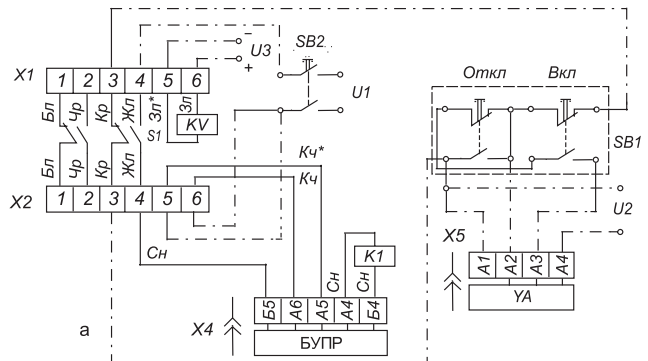 SB2
– U3
+
X1 1 2 3 4 5 6
Откл Вкл
U1
Бл Чр Кр Жл Зл* Зл
S1 KV
SB1
Бл Чр Кр Жл
Кч*
Кч
X2 1 2 3 4 5 6
U2
X5
Сн
K1
A1 A2 A3 A4
Сн Сн
YA
Б5 A6 A5 A4 Б4
а X4
БУПР